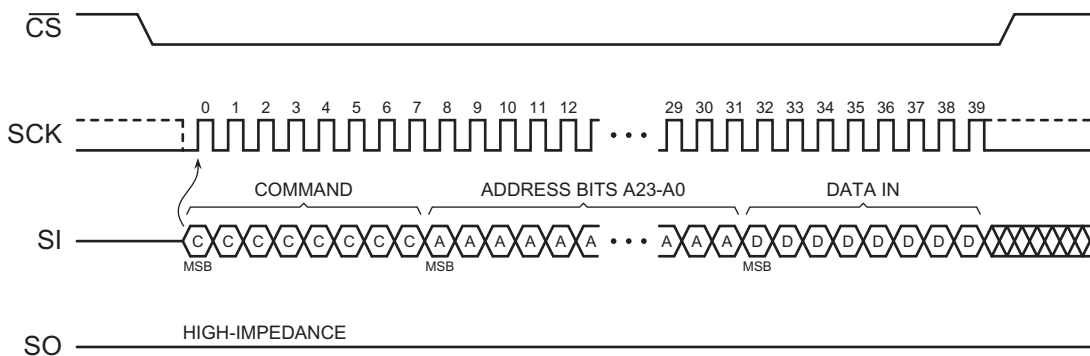 CS
0 1 2 3 4 5 6 7 8 9 10 11 12 29 30 31 32 33 34 35 36 37 38 39
SCK • • •
COMMAND ADDRESS BITS A23-A0 DATA IN
SI C C C C C C C C A A A A A A • • • A A A D D D D D D D D
MSB MSB MSB
HIGH-IMPEDANCE
SO